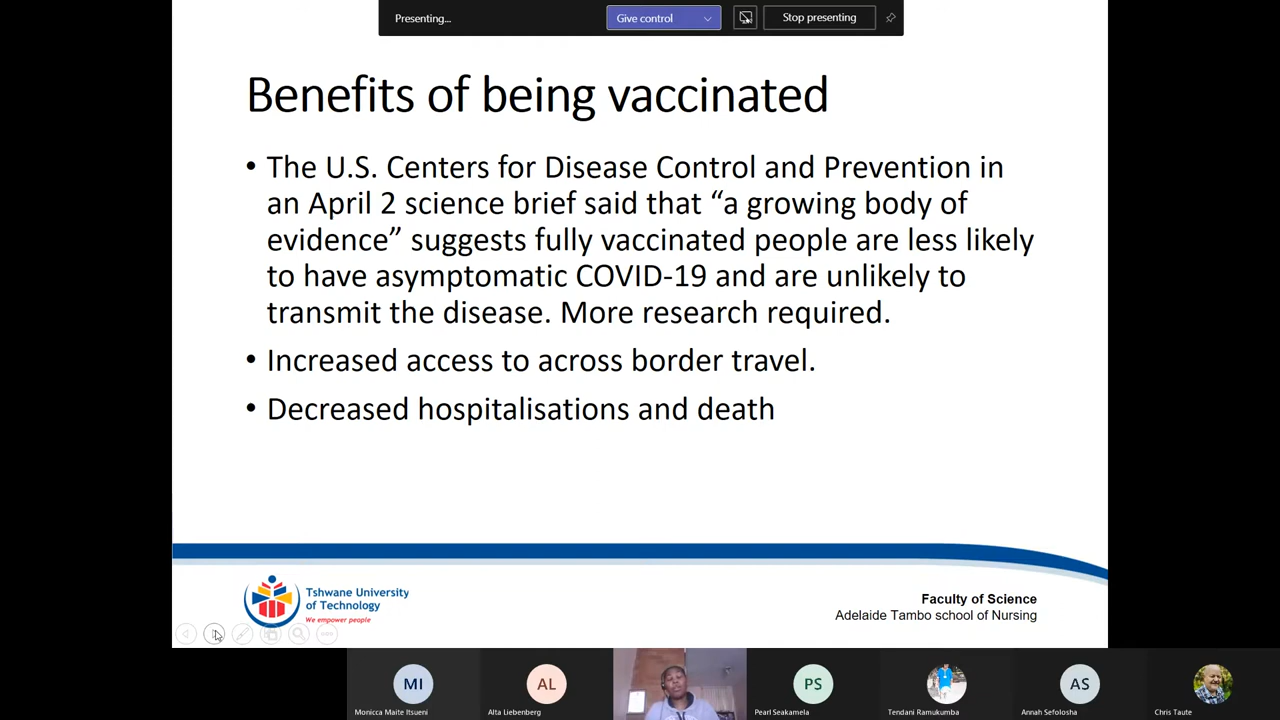 Presenting...
Give control
Stop presenting
Benefits of being vaccinated
• The U.S. Centers for Disease Control and Prevention in
an April 2 science brief said that “a growing body of
evidence” suggests fully vaccinated people are less likely
to have asymptomatic COVID-19 and are unlikely to
transmit the disease. More research required.
• Increased access to across border travel.
• Decreased hospitalisations and death
Tshwane University
of Technology
We empower people
Faculty of Science
Adelaide Tambo school of Nursing
MI
AL
PS
AS
Monicca Maite Itsueni
Alta Liebenberg
Pearl Seakamela
Tendani Ramukumba
Annah Sefolosha
Chris Taute